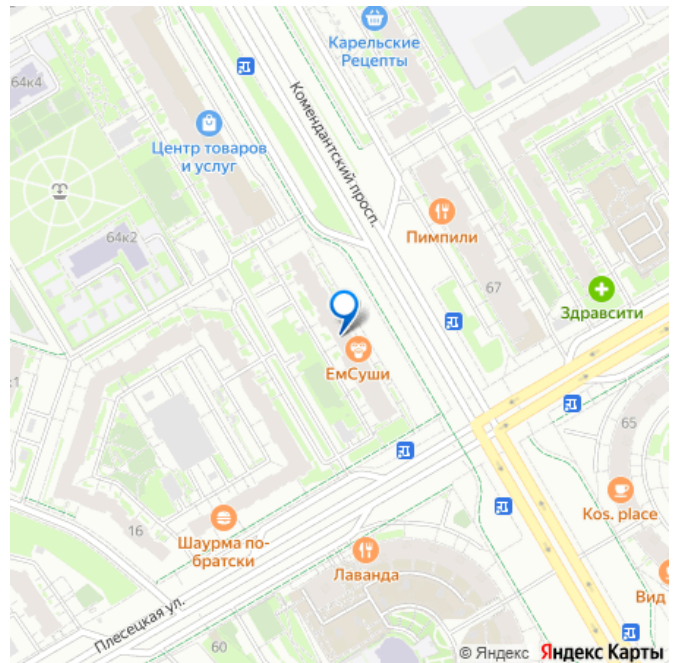 Карельские
Рецепты
64к4
Центр товаров
и услуг
Комендантский просп.
64к2
Пимпили
67
Здравсити
ЕмСуши
65
Kos. place
16
Шаурма по-
братски
Лаванда
Вид
Плесецкая ул.
60
© Яндекс Яндекс Карты